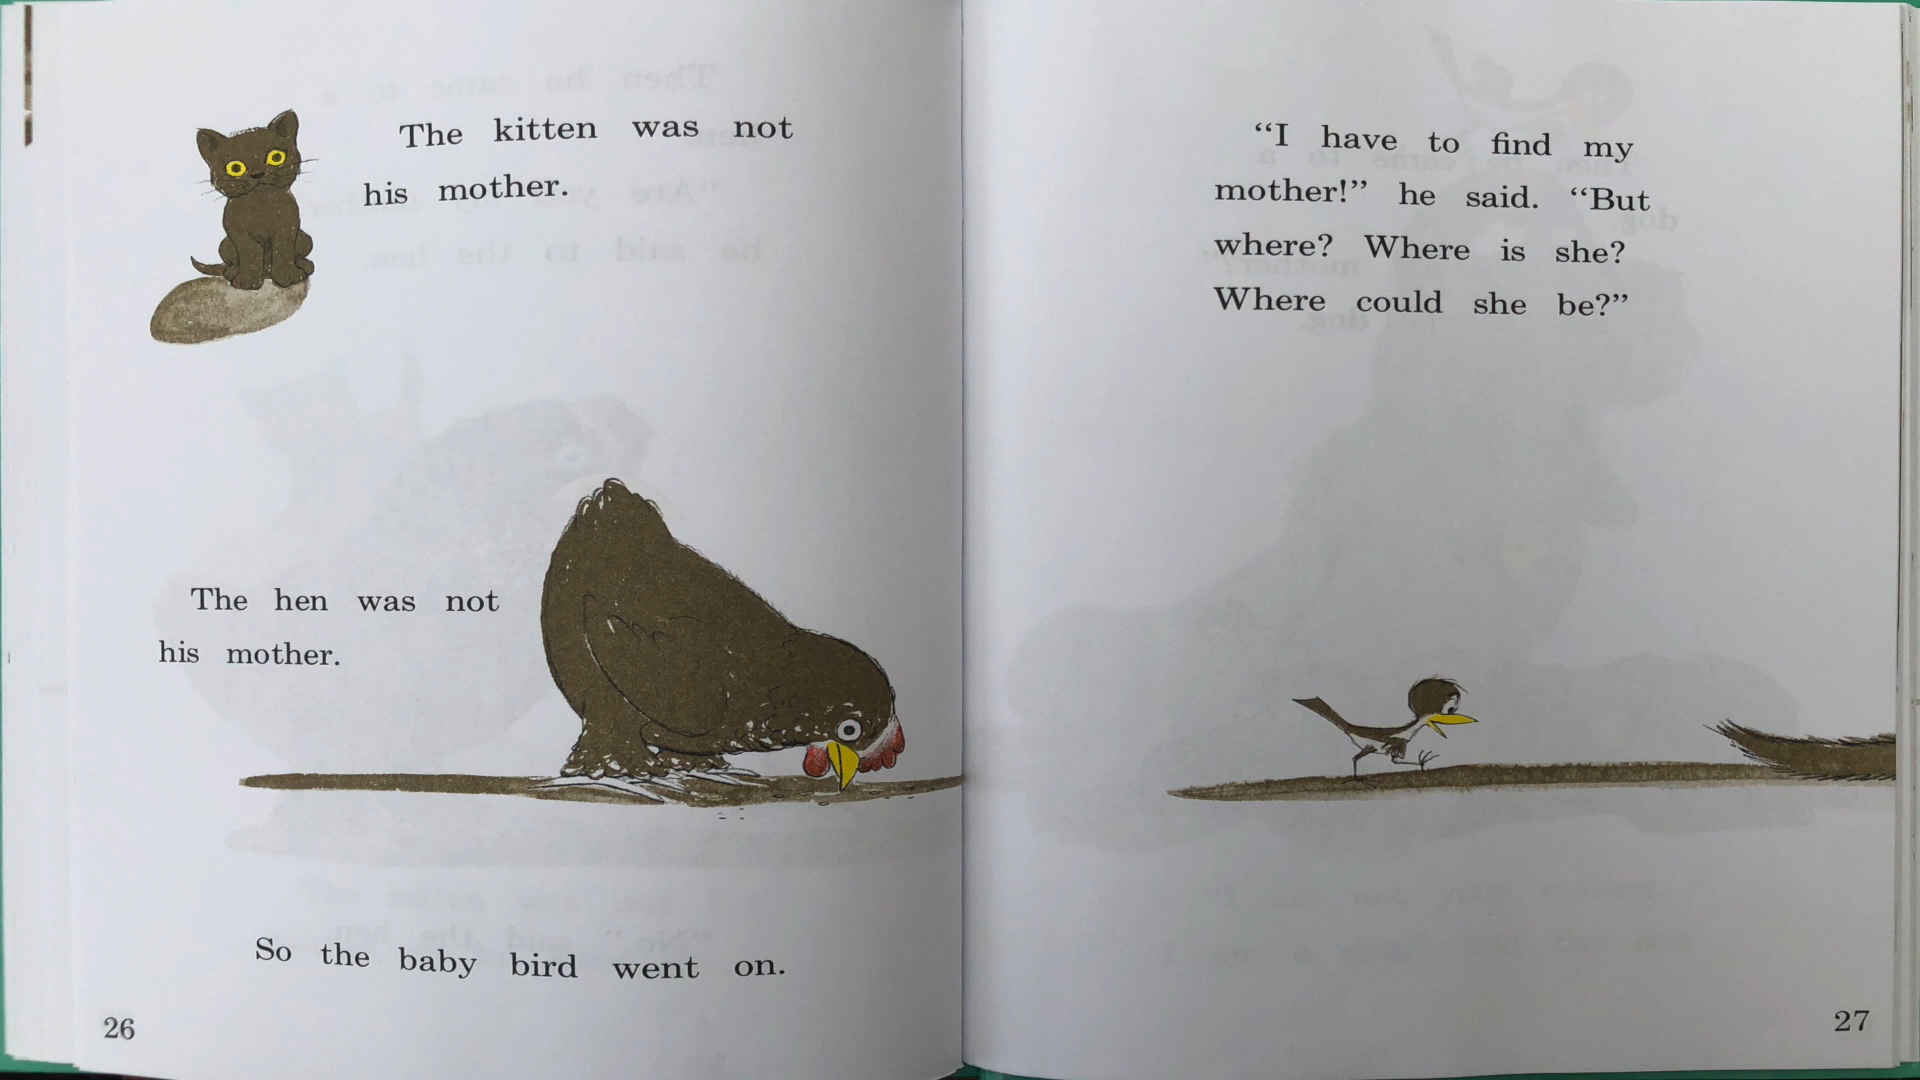 The kitten was not
his mother.
The hen was not
his mother.
So the baby bird went on.
26
“I have to find my
mother!” he said. “But
where? Where is she?
Where could she be?”
27